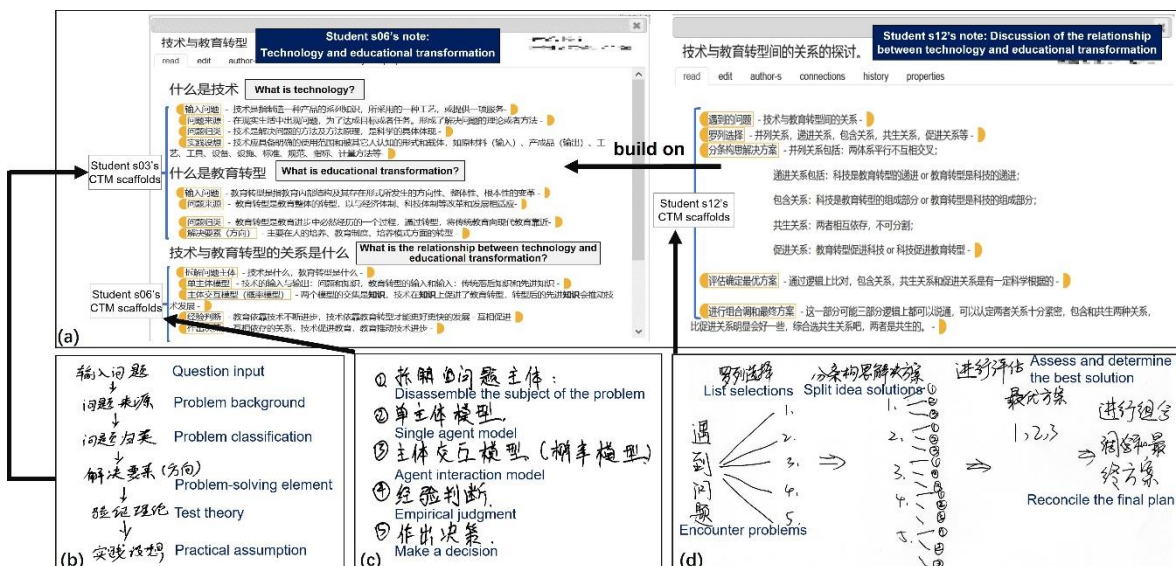 技术与教育转型
Student s06's note:
Technology and educational transformation
read edit author-s
什么是技术
What is technology?
输入问题 - 技术是指制造一种产品的系列知识，所采用的一种工艺，或提供一项服务-
问题来源 - 在现实生活中出现问题，为了达成目标或者任务。形成了解决问题的理论或者方法 -
问题归类 - 技术是解决问题的方法及方法原理，是科学的具体体现 -
实践设想 - 技术应具备明确的使用范围和被其它人认知的形式和载体，如原材料（输入）、产成品（输出）、工
艺、工具、设备、设施、标准、规范、指标、计量方法等 -
什么是教育转型
What is educational transformation?
输入问题 - 教育转型是指教育内部结构及其存在形式所发生的方向性、整体性、根本性的变革 -
问题来源 - 教育转型是教育整体的转型，以与经济体制、科技体制等改革和发展相适应 -
问题归类 - 教育转型是教育进步中必然经历的一个过程，通过转型，将传统教育向现代教育靠近 -
解决要素（方向） - 主要在人的培养、教育制度、培养模式方面的转型 -
技术与教育转型的关系是什么
What is the relationship between technology and
educational transformation?
拆解问题主体 - 技术是什么，教育转型是什么 -
单主体模型 - 技术的输入与输出：问题和知识，教育转型的输入和输入：传统落后知识和先进知识 -
主体交互模型（概率模型） - 两个模型的交集是知识，技术在知识上促进了教育转型，转型后的先进知识会推动技
术发展 -
经验判断 - 教育依靠技术不断进步，技术依靠教育转型才能更好更快的发展 - 互相促进
作出决策 - 互相依存的关系，技术促进教育，教育推动技术进步 -
Student s03's
CTM scaffolds
Student s06's
CTM scaffolds
(a)
build on
Student s12's
CTM scaffolds
技术与教育转型间的关系的探讨。
Student s12's note: Discussion of the relationship
between technology and educational transformation
read edit author-s connections history properties
遇到的问题 - 技术与教育转型间的关系 -
罗列选择 - 并列关系，递进关系，包含关系，共生关系，促进关系等 -
分条构思解决方案 - 并列关系包括：两体系平行不互相交叉；
递进关系包括：科技是教育转型的递进 or 教育转型是科技的递进；
包含关系：科技是教育转型的组成部分 or 教育转型是科技的组成部分；
共生关系：两者相互依存，不可分割；
促进关系：教育转型促进科技 or 科技促进教育转型 -
评估确定最优方案 - 通过逻辑上比对，包含关系，共生关系和促进关系是有一定科学根据的 -
进行组合调和最终方案 - 这一部分可能三部分逻辑上都可以说通，可以认定两者关系十分紧密，包含和共生两种关系，
比促进关系明显会好一些，综合选共生关系吧，两者是共生的。 -
输入问题 Question input
问题来源 Problem background
问题归类 Problem classification
解决要素(方向)
Problem-solving element
验证理论 Test theory
实践设想 Practical assumption
(b)
① 拆解问题主体：
Disassemble the subject of the problem
② 单主体模型.
Single agent model
③ 主体交互模型 (概率模型)
Agent interaction model
④ 经验判断.
Empirical judgment
⑤ 作出决策.
Make a decision
(c)
罗列选择 分条构思解决方案 进行评估
Assess and determine
the best solution
List selections Split idea solutions
最优方案
1,2,3
遇到问题
Encounter problems
1.
2.
3.
4.
5.
1.
2.
3.
4.
5.
进行组合
调和最
终方案
Reconcile the final plan
(d)